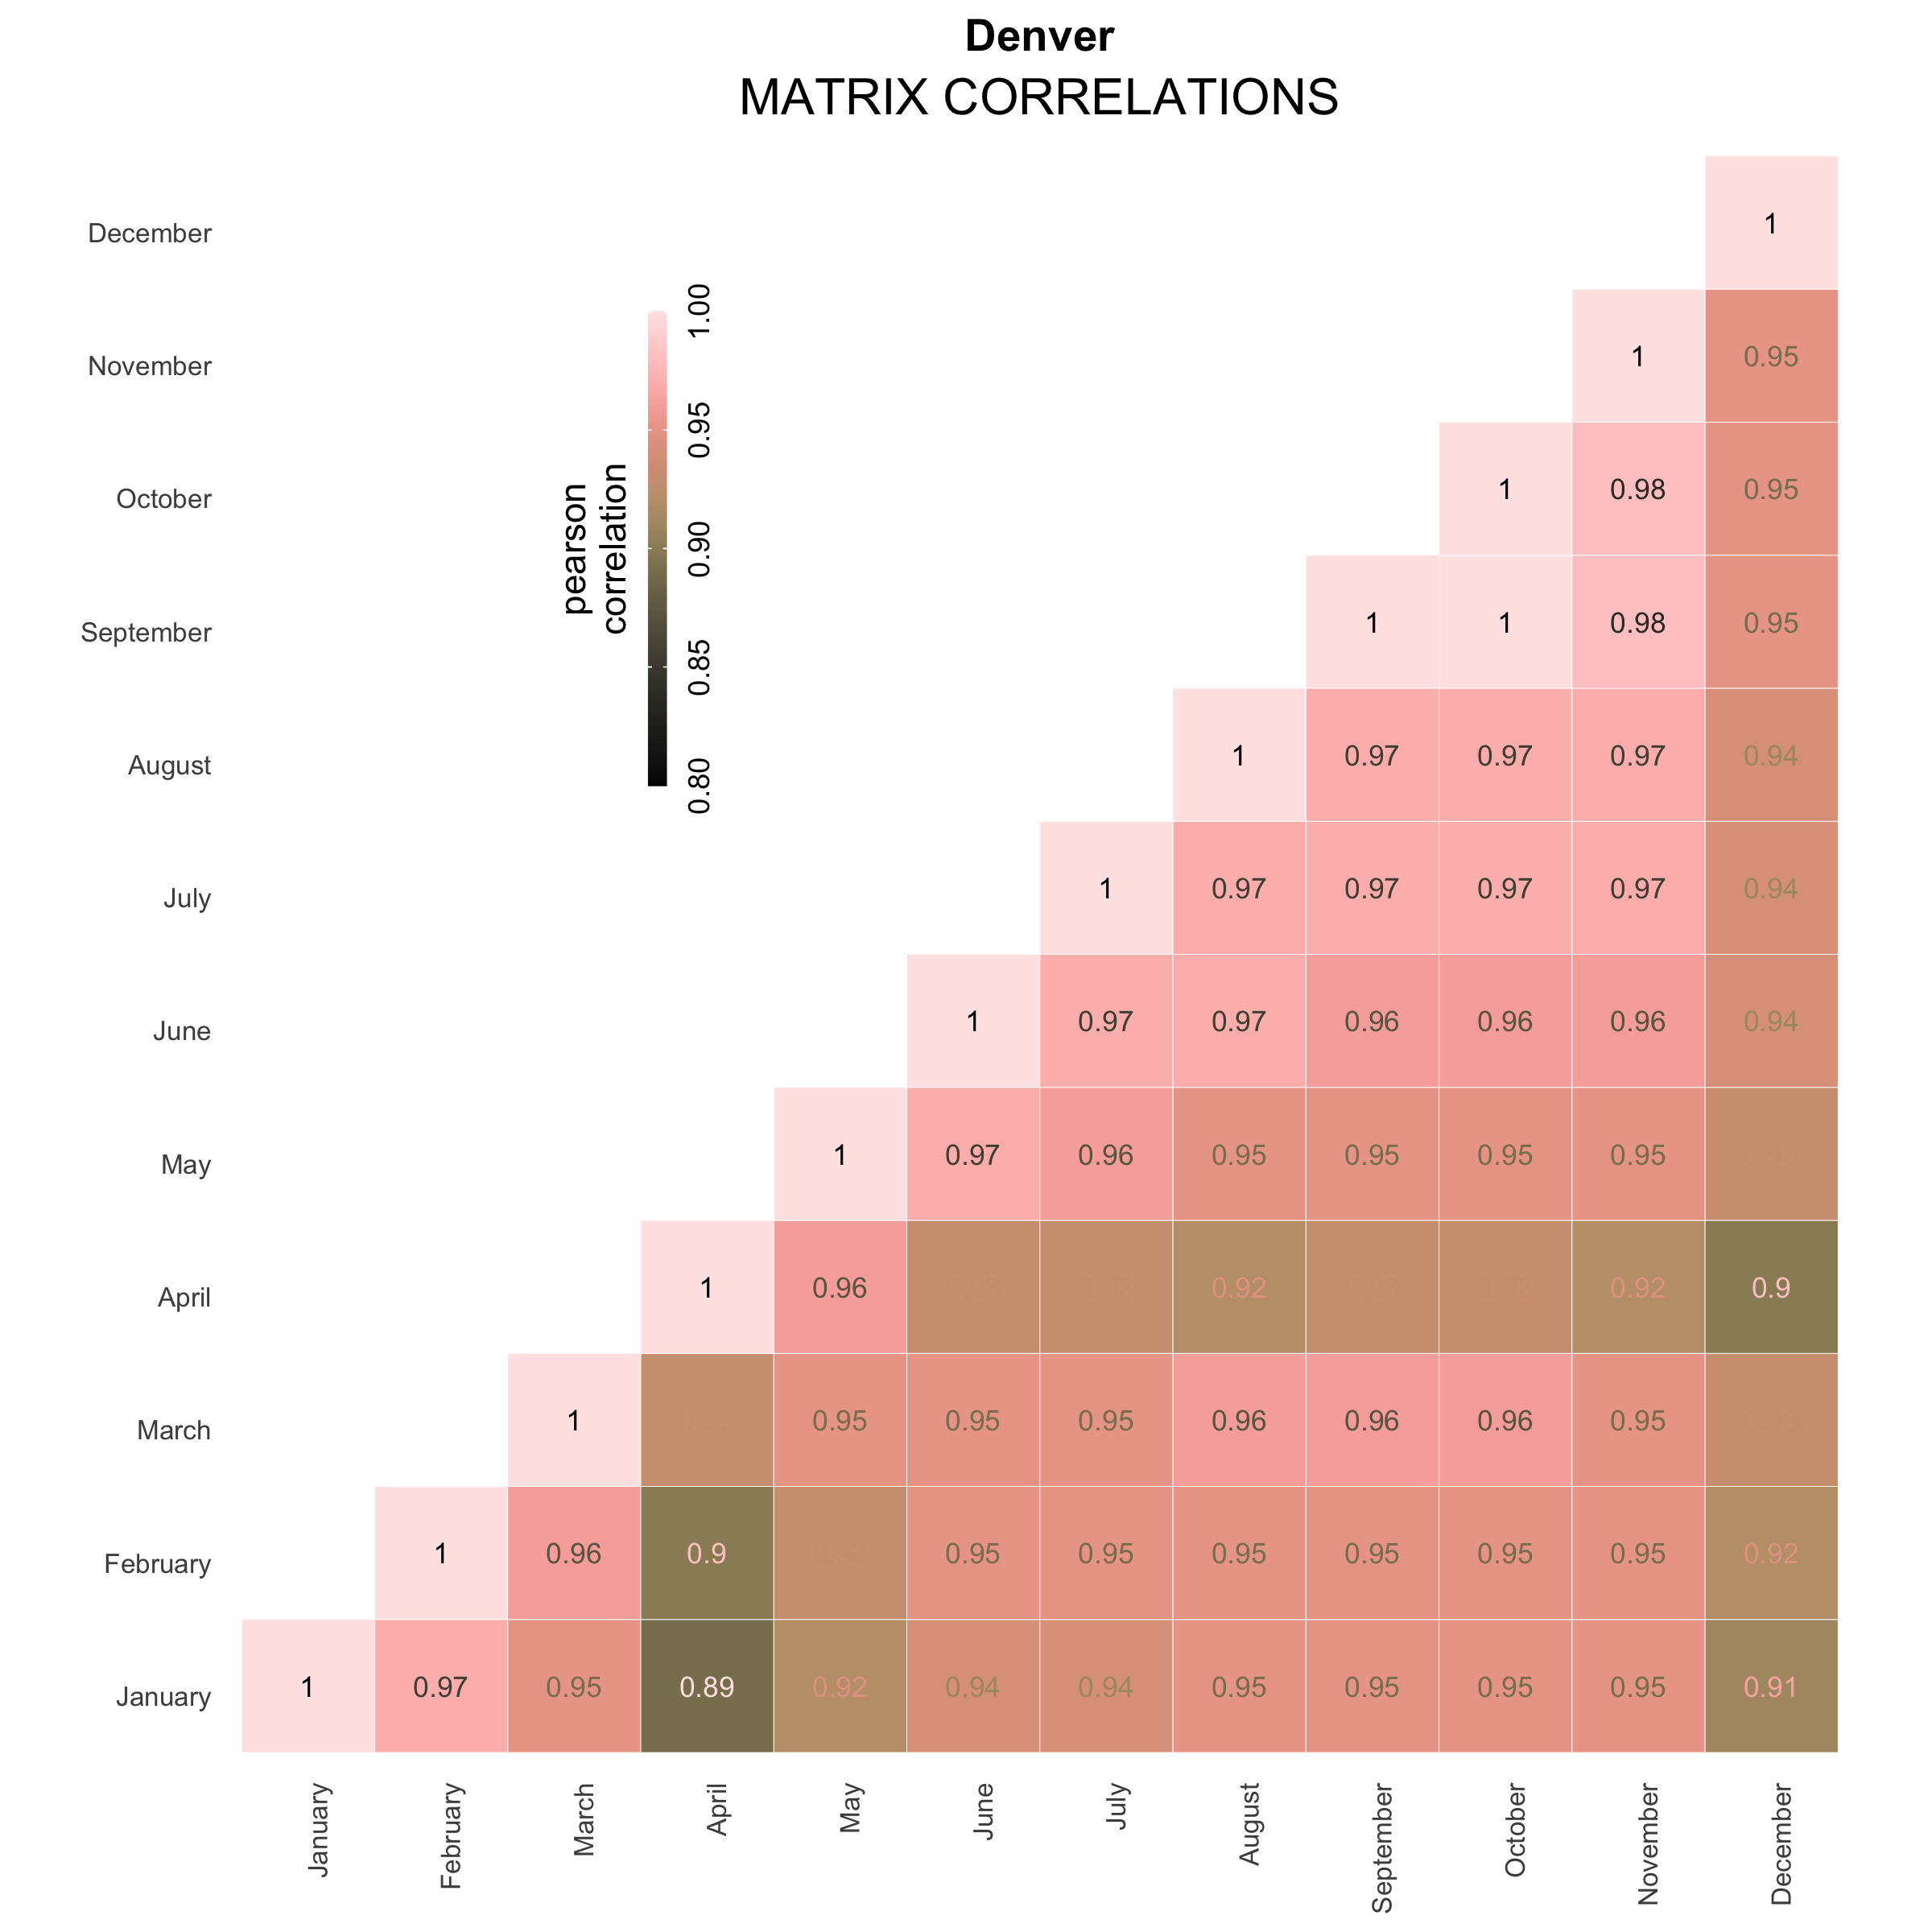 Denver
MATRIX CORRELATIONS
December 1
November 1 0.95
October 1 0.98 0.95
September 1 1 0.98 0.95
August 1 0.97 0.97 0.97 0.94
July 1 0.97 0.97 0.97 0.97 0.94
June 1 0.97 0.97 0.96 0.96 0.96 0.94
May 1 0.97 0.96 0.95 0.95 0.95 0.95
April 1 0.96 0.92 0.92 0.9
March 1 0.95 0.95 0.95 0.96 0.96 0.96 0.95
February 1 0.96 0.9 0.95 0.95 0.95 0.95 0.95 0.95 0.92
January 1 0.97 0.95 0.89 0.92 0.94 0.94 0.95 0.95 0.95 0.95 0.91
January February March April May June July August September October November December
pearson
correlation
0.80 0.85 0.90 0.95 1.00